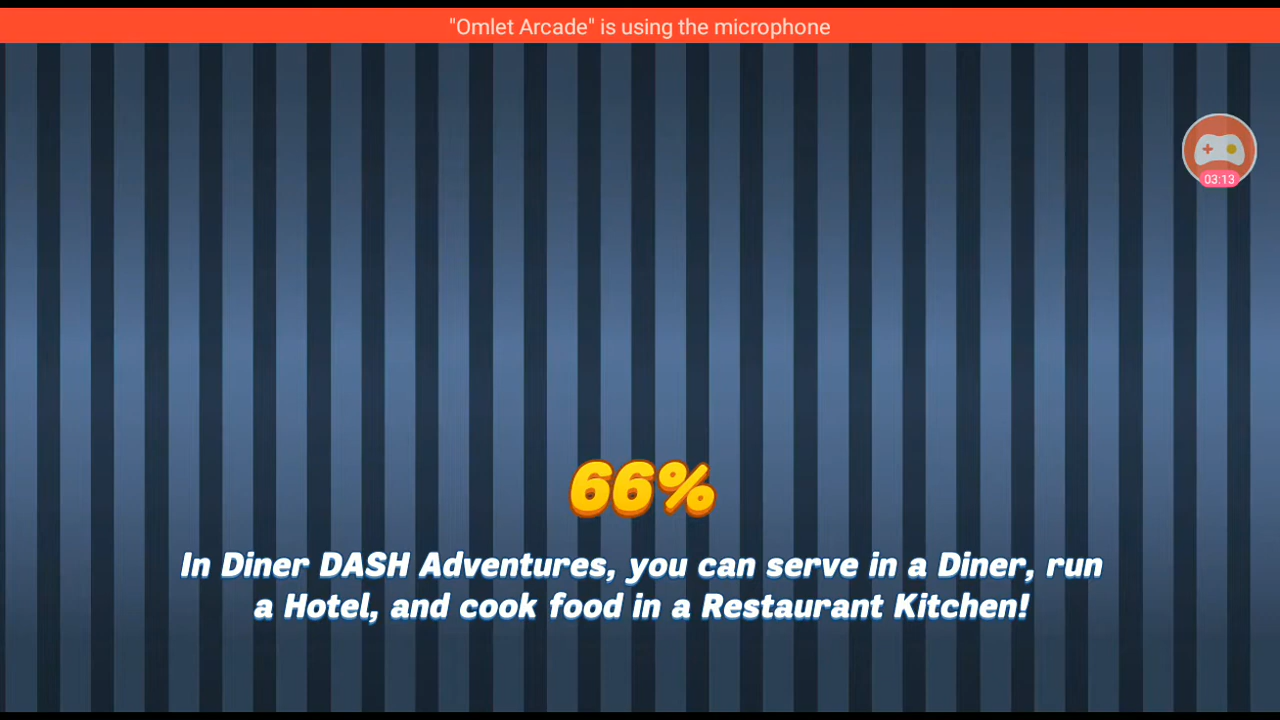 "Omlet Arcade" is using the microphone
03:13
66%
In Diner DASH Adventures, you can serve in a Diner, run
a Hotel, and cook food in a Restaurant Kitchen!